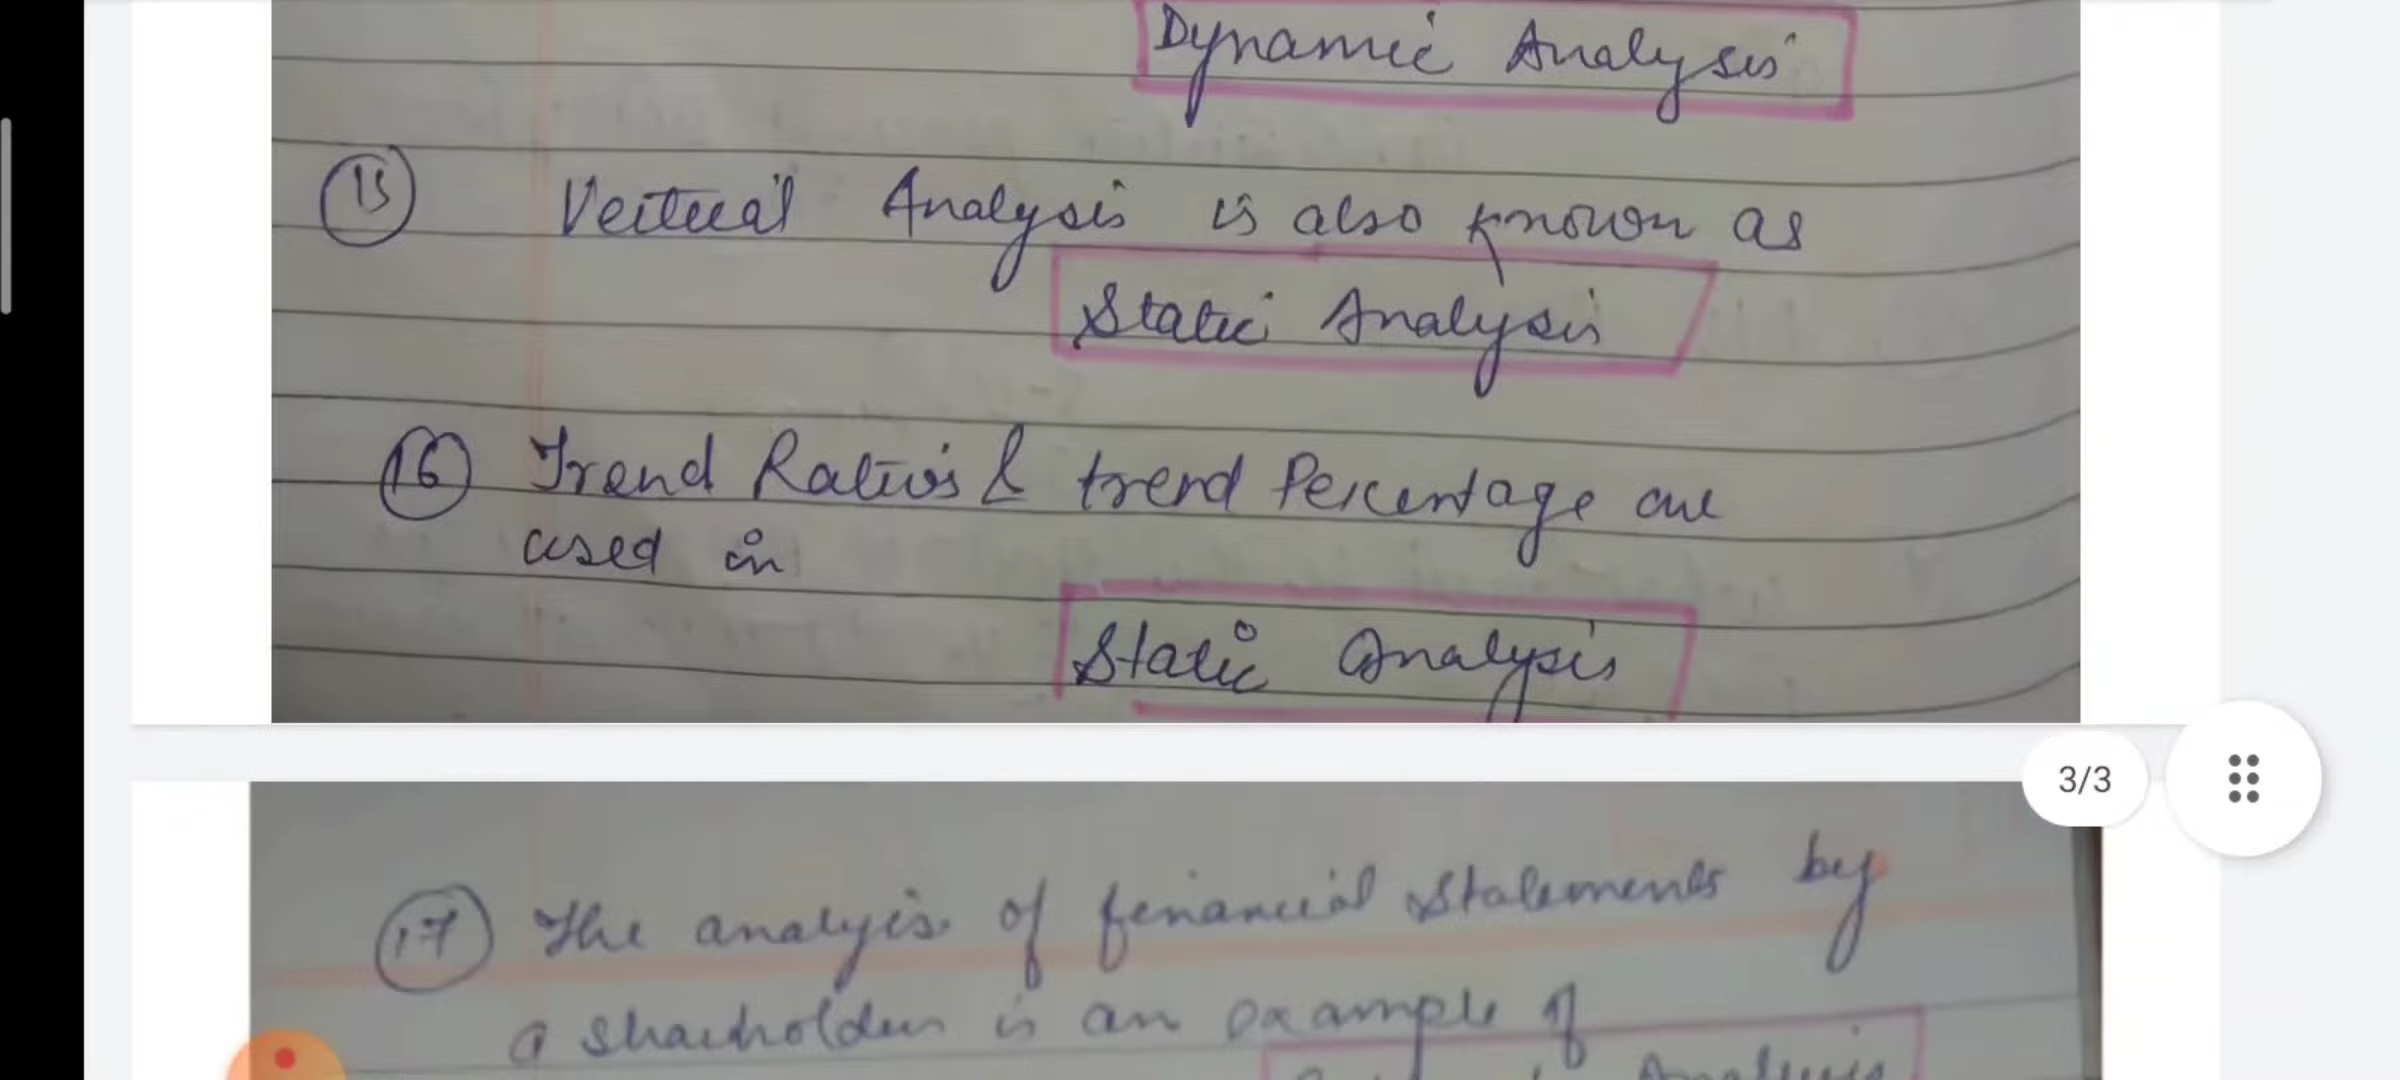 Dynamic Analysis
15 Vertical Analysis is also known as
Static Analysis
16 Trend Ratios & trend Percentage are
used in
Static Analysis
3/3
17 The analysis of financial statements by
a shareholder is an example of
Analysis